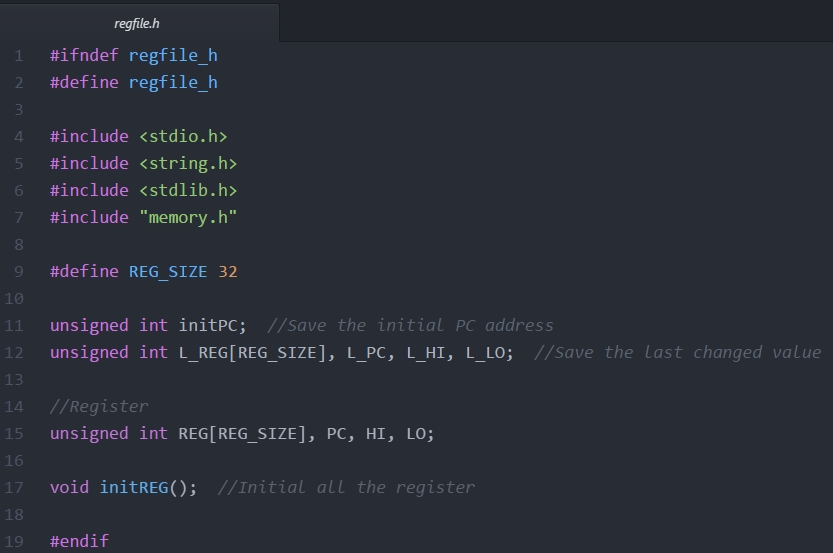 regfile.h
1 #ifndef regfile_h
2 #define regfile_h
3
4 #include <stdio.h>
5 #include <string.h>
6 #include <stdlib.h>
7 #include "memory.h"
8
9 #define REG_SIZE 32
10
11 unsigned int initPC;  //Save the initial PC address
12 unsigned int L_REG[REG_SIZE], L_PC, L_HI, L_LO;  //Save the last changed value
13
14 //Register
15 unsigned int REG[REG_SIZE], PC, HI, LO;
16
17 void initREG();  //Initial all the register
18
19 #endif